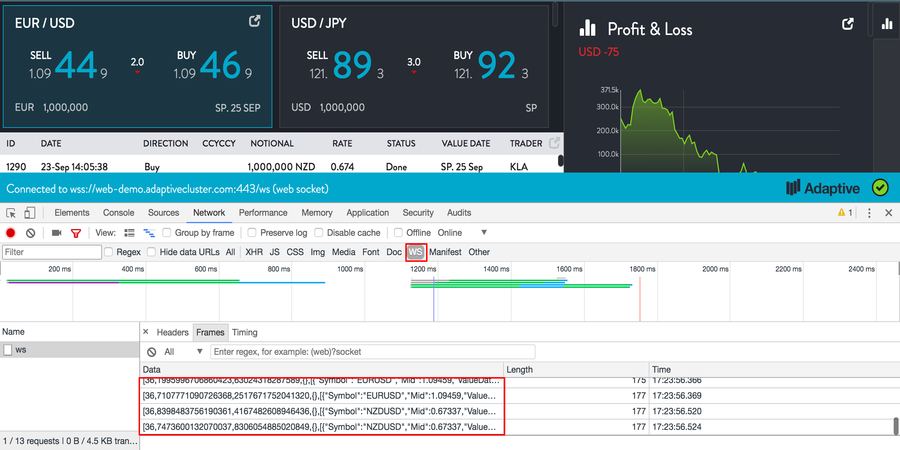 EUR / USD
SELL
1.09 44 9
2.0
BUY
1.09 46 9
EUR 1,000,000
SP. 25 SEP
USD / JPY
SELL
121. 89 3
3.0
BUY
121. 92 3
USD 1,000,000
SP
Profit & Loss
USD -75
371.5k
300.0k
200.0k
100.0k
ID DATE DIRECTION CCYCCY NOTIONAL RATE STATUS VALUE DATE TRADER
1290 23-Sep 14:05:38 Buy 1,000,000 NZD 0.674 Done SP. 25 SEP KLA
Connected to wss://web-demo.adaptivecluster.com:443/ws (web socket)
Adaptive
Elements Console Sources Network Performance Memory Application Security Audits 1
View: Group by frame Preserve log Disable cache Offline Online
Filter Regex Hide data URLs All XHR JS CSS Img Media Font Doc WS Manifest Other
200 ms 400 ms 600 ms 800 ms 1000 ms 1200 ms 1400 ms 1600 ms 1800 ms 2000 ms 2200 ms 2400 ms
Name
ws
× Headers Frames Timing
All Enter regex, for example: (web)?socket
Data Length Time
[36,1995996706860423,63024318287589,{},[{"Symbol":"EURUSD","Mid":1.09459,"ValueDat… 175 17:23:56.366
[36,7107771090726368,2517671752041320,{},[{"Symbol":"EURUSD","Mid":1.09459,"Value… 177 17:23:56.369
[36,8398483756190361,4167482608946436,{},[{"Symbol":"NZDUSD","Mid":0.67337,"Value… 177 17:23:56.520
[36,7473600132070037,8306054885020849,{},[{"Symbol":"NZDUSD","Mid":0.67337,"Value… 177 17:23:56.524
1 / 13 requests | 0 B / 4.5 KB tran…